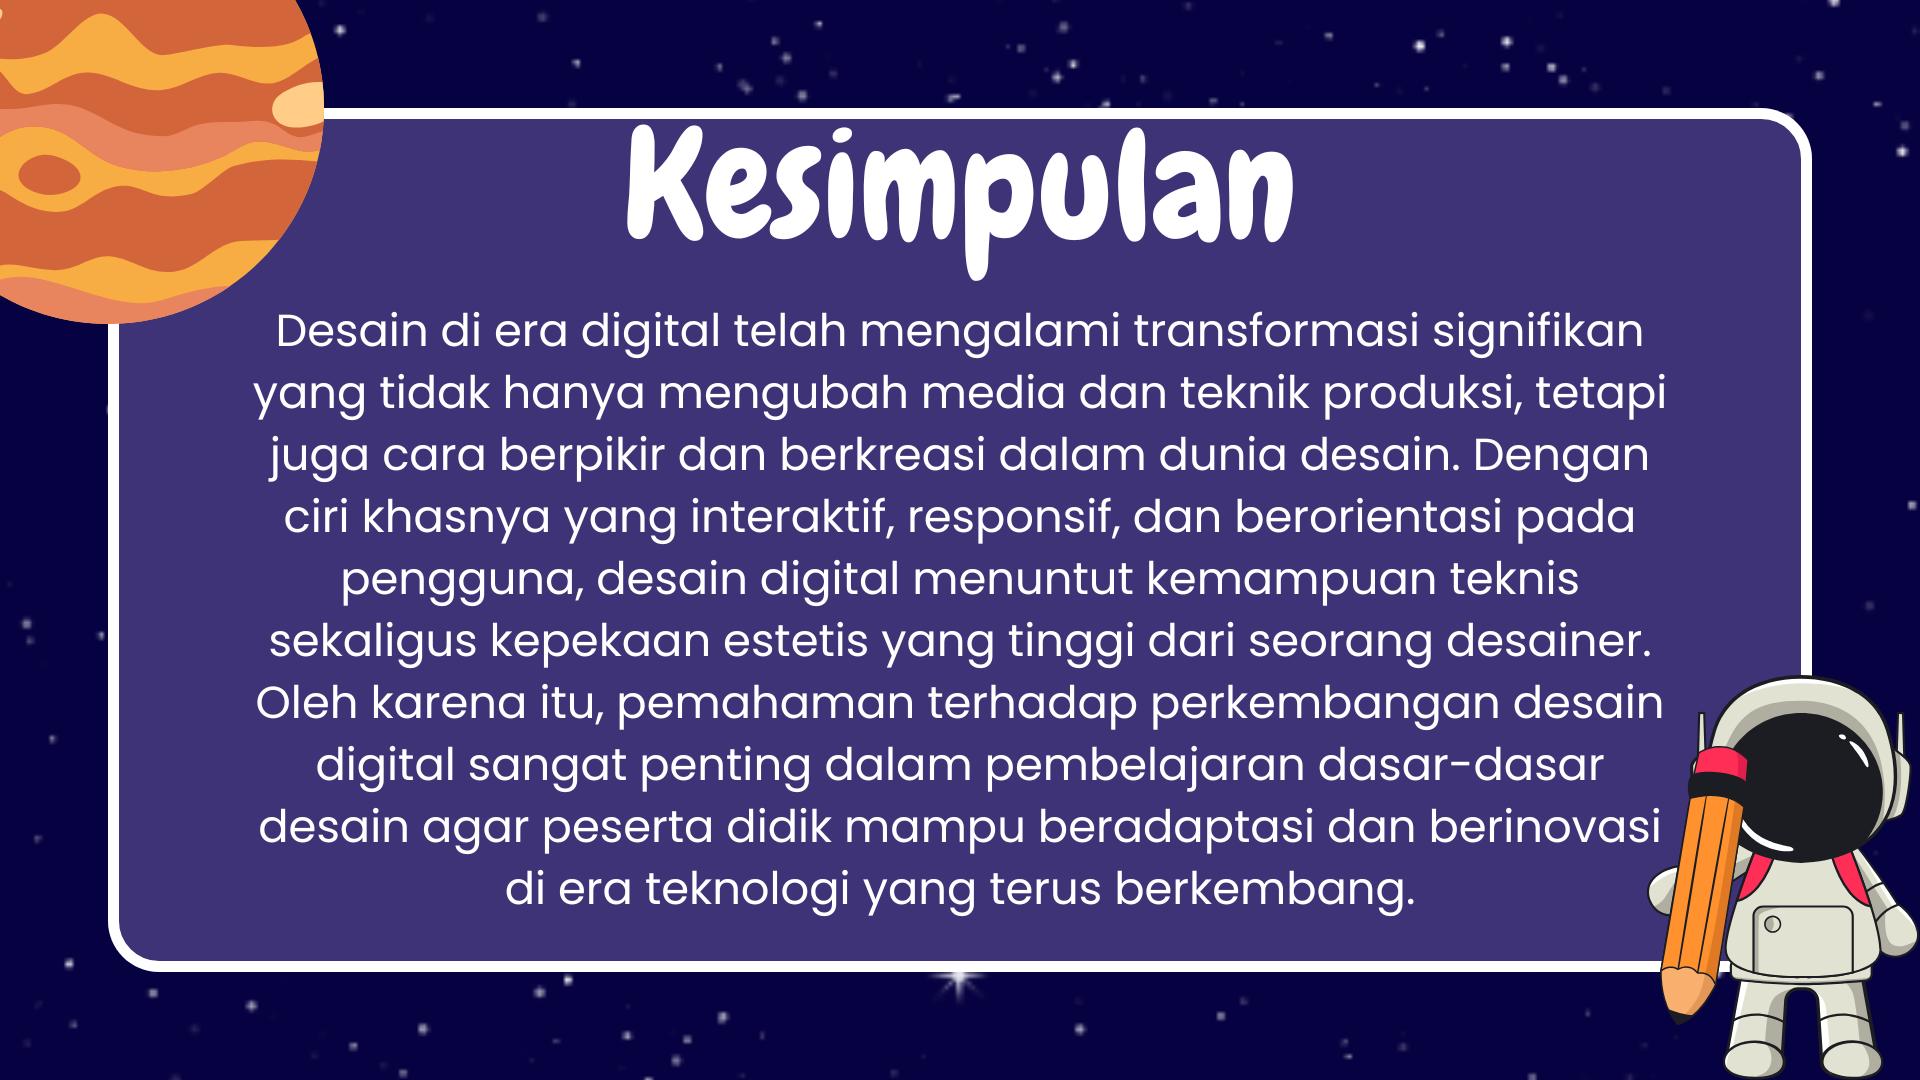 Kesimpulan
Desain di era digital telah mengalami transformasi signifikan
yang tidak hanya mengubah media dan teknik produksi, tetapi
juga cara berpikir dan berkreasi dalam dunia desain. Dengan
ciri khasnya yang interaktif, responsif, dan berorientasi pada
pengguna, desain digital menuntut kemampuan teknis
sekaligus kepekaan estetis yang tinggi dari seorang desainer.
Oleh karena itu, pemahaman terhadap perkembangan desain
digital sangat penting dalam pembelajaran dasar-dasar
desain agar peserta didik mampu beradaptasi dan berinovasi
di era teknologi yang terus berkembang.